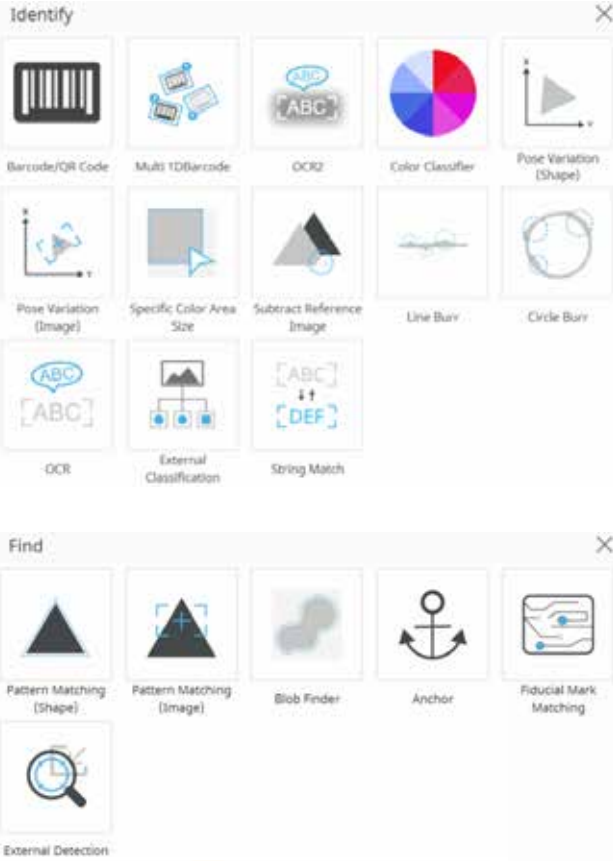 Identify
Barcode/QR Code
Multi 1DBarcode
ABC
ABC
OCR2
Color Classifier
X
Y
Pose Variation
(Shape)
X
Y
Pose Variation
(Image)
Specific Color Area
Size
Subtract Reference
Image
Line Burr
Circle Burr
ABC
[ABC]
OCR
External
Classification
[ABC]
[DEF]
String Match
Find
Pattern Matching
(Shape)
Pattern Matching
(Image)
Blob Finder
Anchor
Fiducial Mark
Matching
External Detection